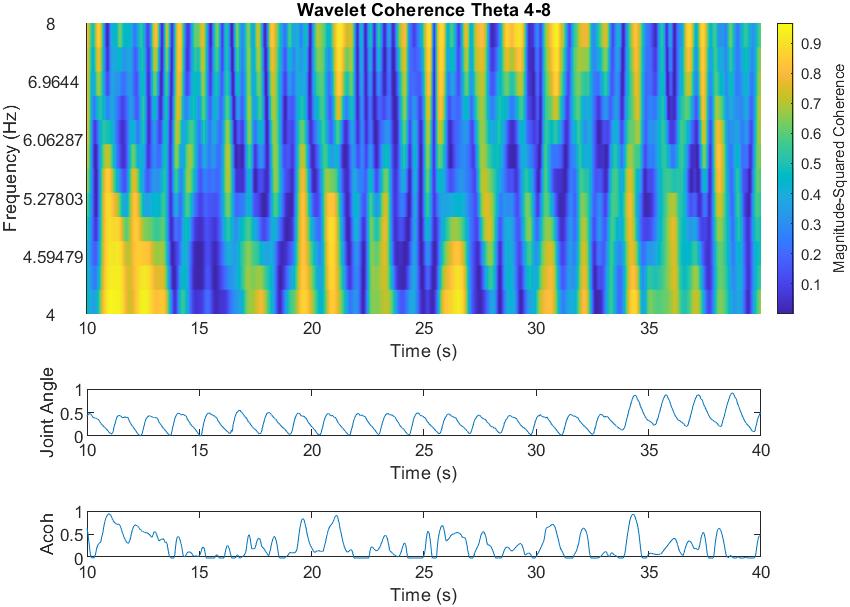 Wavelet Coherence Theta 4-8
8
6.9644
6.06287
5.27803
4.59479
4
Frequency (Hz)
10 15 20 25 30 35
Time (s)
0.9
0.8
0.7
0.6
0.5
0.4
0.3
0.2
0.1
Magnitude-Squared Coherence
1
0.5
0
Joint Angle
10 15 20 25 30 35 40
Time (s)
1
0.5
0
Acoh
10 15 20 25 30 35 40
Time (s)